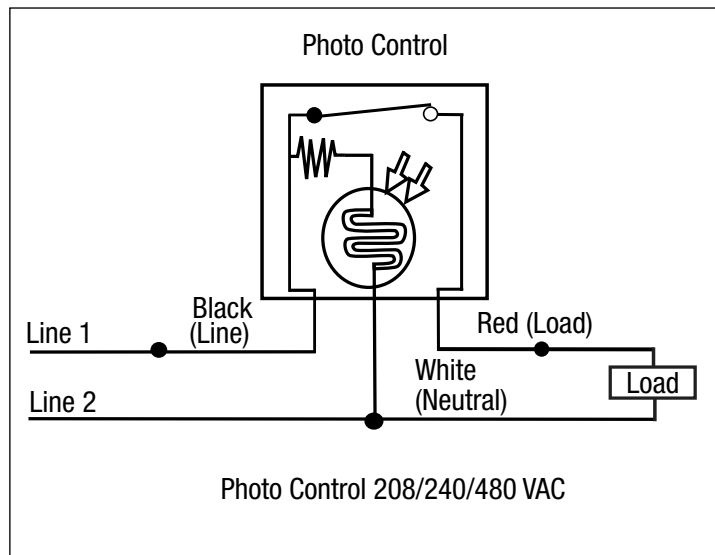 Photo Control
Black
(Line)
Line 1
Red (Load)
White
(Neutral)
Load
Line 2
Photo Control 208/240/480 VAC